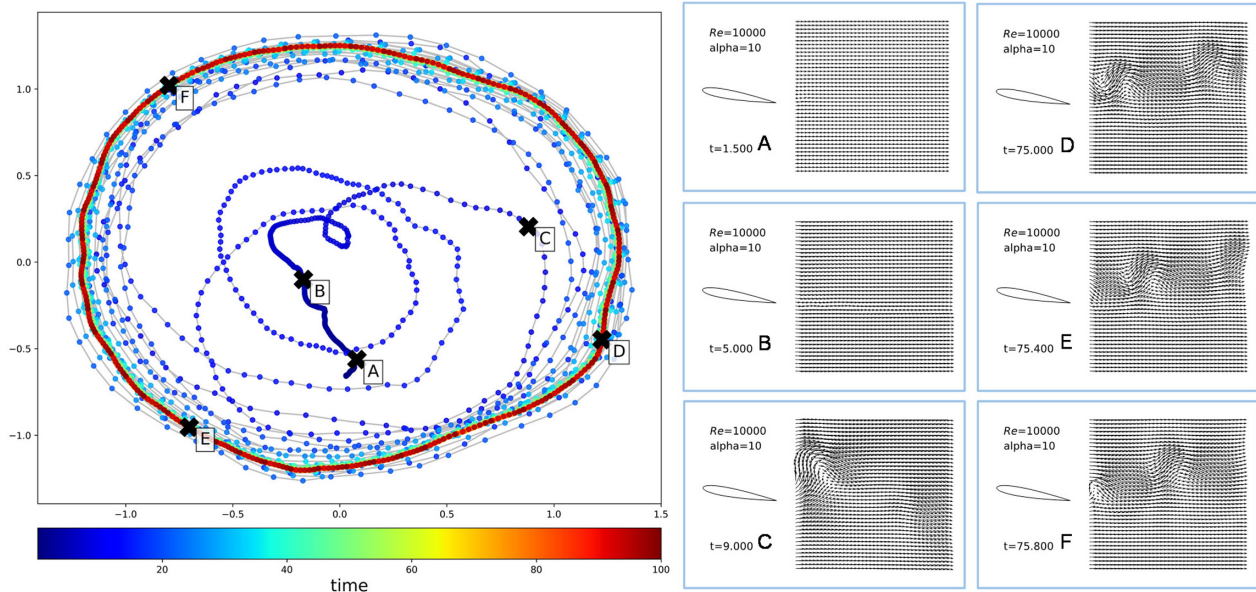 1.0
0.5
0.0
−0.5
−1.0
−1.0
−0.5
0.0
0.5
1.0
1.5
F
C
B
D
A
E
20
40
60
80
100
time
Re=10000
alpha=10
t=1.500 A
Re=10000
alpha=10
t=5.000 B
Re=10000
alpha=10
t=9.000 C
Re=10000
alpha=10
t=75.000 D
Re=10000
alpha=10
t=75.400 E
Re=10000
alpha=10
t=75.800 F